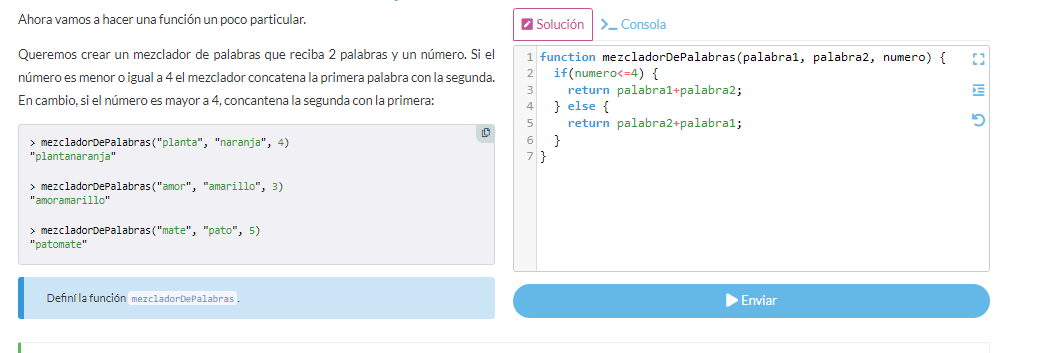 Ahora vamos a hacer una función un poco particular.
Queremos crear un mezclador de palabras que reciba 2 palabras y un número. Si el
número es menor o igual a 4 el mezclador concatena la primera palabra con la segunda.
En cambio, si el número es mayor a 4, concantena la segunda con la primera:
> mezcladorDePalabras("planta", "naranja", 4)
"plantanaranja"
> mezcladorDePalabras("amor", "amarillo", 3)
"amoramarillo"
> mezcladorDePalabras("mate", "pato", 5)
"patomate"
Definí la función mezcladorDePalabras.
Solución
>_ Consola
1 function mezcladorDePalabras(palabra1, palabra2, numero) {
2 if(numero<=4) {
3 return palabra1+palabra2;
4 } else {
5 return palabra2+palabra1;
6 }
7 }
Enviar